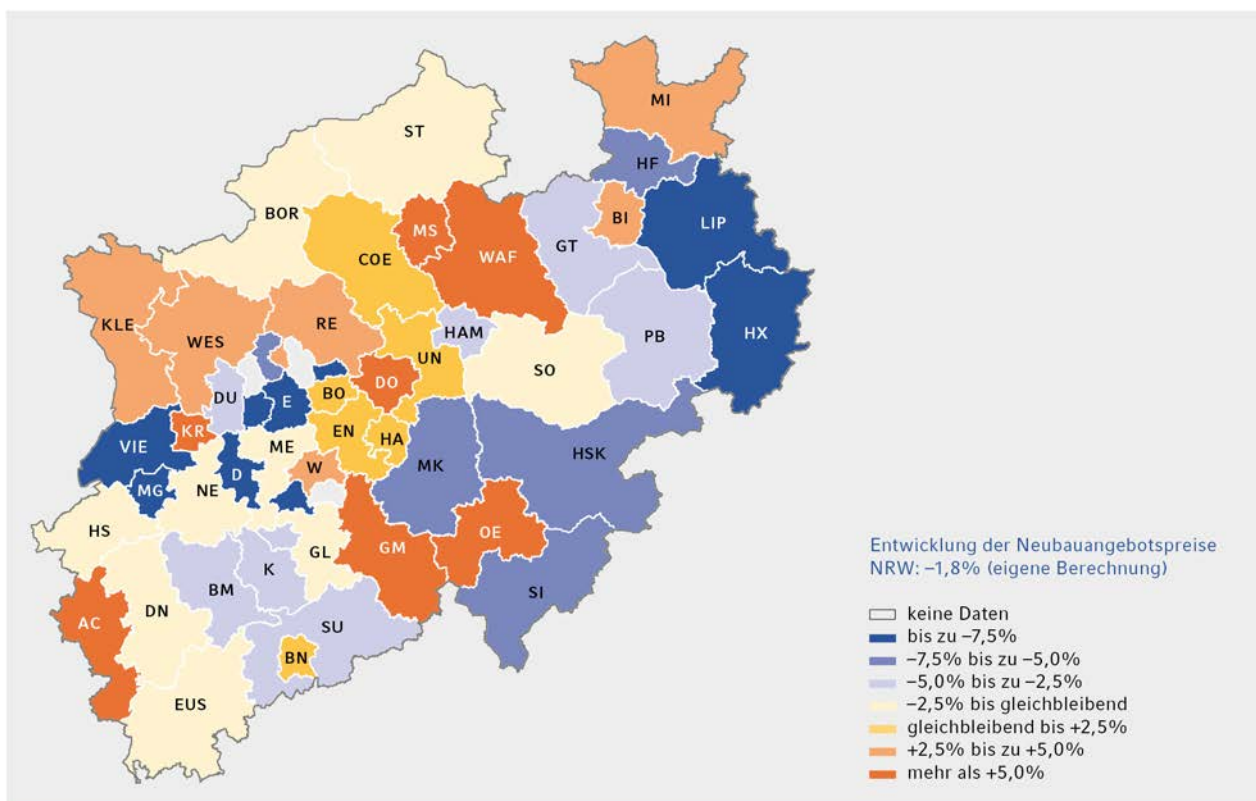 MI
ST
HF
BOR
MS
BI
LIP
COE
WAF
GT
KLE
WES
RE
HAM
PB
HX
UN
SO
DU
E
BO
DO
KR
EN
HA
VIE
ME
MK
HSK
D
W
MG
NE
HS
GL
GM
OE
K
BM
SI
DN
AC
SU
BN
EUS
Entwicklung der Neubauangebotspreise
NRW: –1,8% (eigene Berechnung)
keine Daten
bis zu –7,5%
–7,5% bis zu –5,0%
–5,0% bis zu –2,5%
–2,5% bis gleichbleibend
gleichbleibend bis +2,5%
+2,5% bis zu +5,0%
mehr als +5,0%